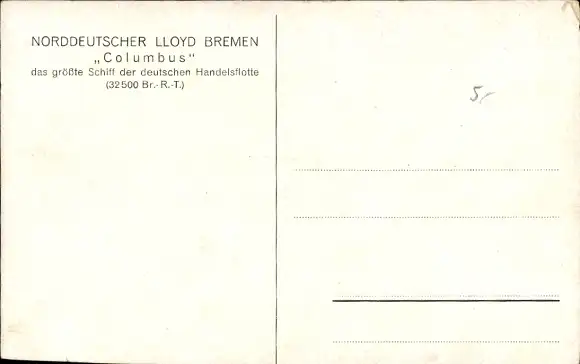 NORDDEUTSCHER LLOYD BREMEN
„Columbus“
das größte Schiff der deutschen Handelsflotte
(32500 Br.-R.-T.)
5,-